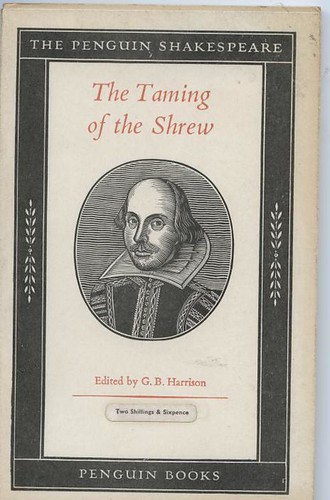 THE PENGUIN SHAKESPEARE
The Taming
of the Shrew
Edited by G. B. Harrison
Two Shillings & Sixpence
PENGUIN BOOKS